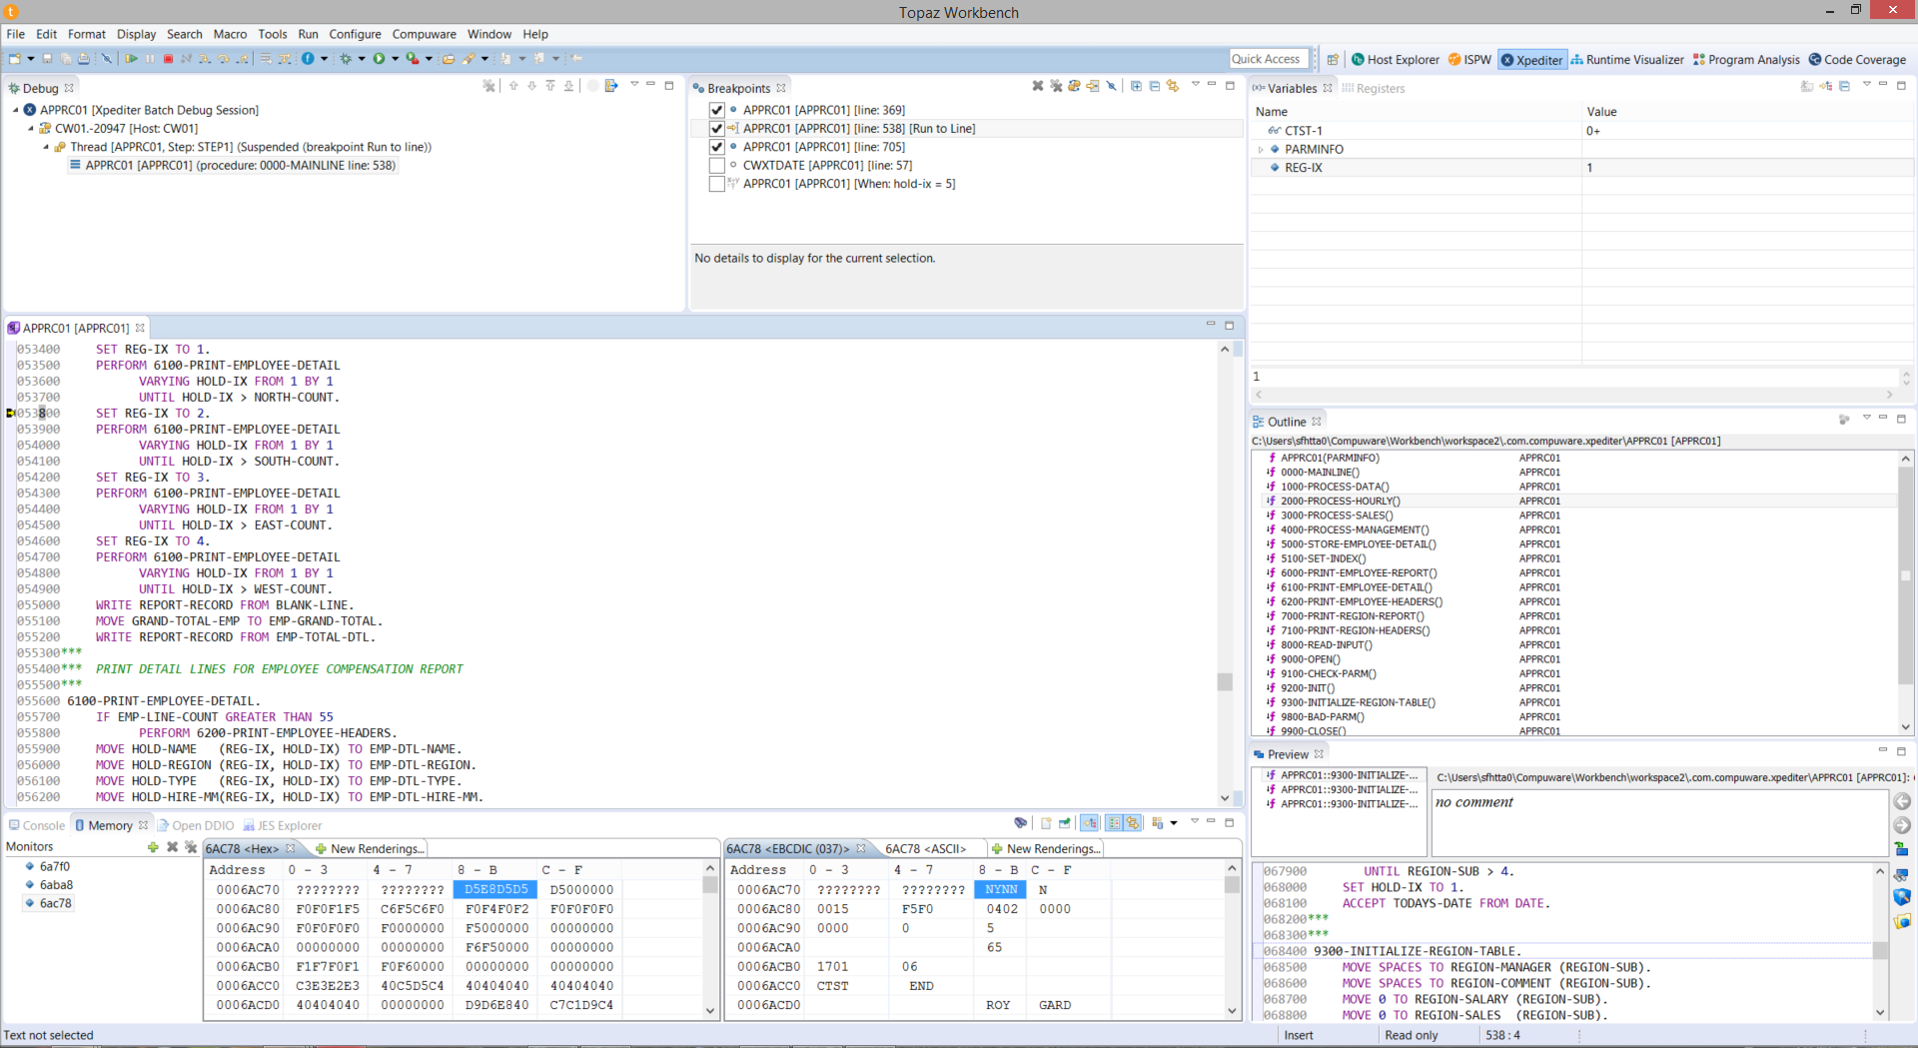 Topaz Workbench
File Edit Format Display Search Macro Tools Run Configure Compuware Window Help
Quick Access
Host Explorer ISPW Xpediter Runtime Visualizer Program Analysis Code Coverage
Debug
APPRC01 [Xpediter Batch Debug Session]
CW01.-20947 [Host: CW01]
Thread [APPRC01, Step: STEP1] (Suspended (breakpoint Run to line))
APPRC01 [APPRC01] (procedure: 0000-MAINLINE line: 538)
Breakpoints
APPRC01 [APPRC01] [line: 369]
APPRC01 [APPRC01] [line: 538] [Run to Line]
APPRC01 [APPRC01] [line: 705]
CWXTDATE [APPRC01] [line: 57]
APPRC01 [APPRC01] [When: hold-ix = 5]
No details to display for the current selection.
Variables Registers
Name Value
CTST-1 0+
PARMINFO
REG-IX 1
1
APPRC01 [APPRC01]
053400 SET REG-IX TO 1.
053500 PERFORM 6100-PRINT-EMPLOYEE-DETAIL
053600 VARYING HOLD-IX FROM 1 BY 1
053700 UNTIL HOLD-IX > NORTH-COUNT.
053800 SET REG-IX TO 2.
053900 PERFORM 6100-PRINT-EMPLOYEE-DETAIL
054000 VARYING HOLD-IX FROM 1 BY 1
054100 UNTIL HOLD-IX > SOUTH-COUNT.
054200 SET REG-IX TO 3.
054300 PERFORM 6100-PRINT-EMPLOYEE-DETAIL
054400 VARYING HOLD-IX FROM 1 BY 1
054500 UNTIL HOLD-IX > EAST-COUNT.
054600 SET REG-IX TO 4.
054700 PERFORM 6100-PRINT-EMPLOYEE-DETAIL
054800 VARYING HOLD-IX FROM 1 BY 1
054900 UNTIL HOLD-IX > WEST-COUNT.
055000 WRITE REPORT-RECORD FROM BLANK-LINE.
055100 MOVE GRAND-TOTAL-EMP TO EMP-GRAND-TOTAL.
055200 WRITE REPORT-RECORD FROM EMP-TOTAL-DTL.
055300***
055400*** PRINT DETAIL LINES FOR EMPLOYEE COMPENSATION REPORT
055500***
055600 6100-PRINT-EMPLOYEE-DETAIL.
055700 IF EMP-LINE-COUNT GREATER THAN 55
055800 PERFORM 6200-PRINT-EMPLOYEE-HEADERS.
055900 MOVE HOLD-NAME (REG-IX, HOLD-IX) TO EMP-DTL-NAME.
056000 MOVE HOLD-REGION (REG-IX, HOLD-IX) TO EMP-DTL-REGION.
056100 MOVE HOLD-TYPE (REG-IX, HOLD-IX) TO EMP-DTL-TYPE.
056200 MOVE HOLD-HIRE-MM(REG-IX, HOLD-IX) TO EMP-DTL-HIRE-MM.
Outline
C:\Users\sfhtta0\Compuware\Workbench\workspace2\.com.compuware.xpediter\APPRC01 [APPRC01]
APPRC01(PARMINFO) APPRC01
0000-MAINLINE() APPRC01
1000-PROCESS-DATA() APPRC01
2000-PROCESS-HOURLY() APPRC01
3000-PROCESS-SALES() APPRC01
4000-PROCESS-MANAGEMENT() APPRC01
5000-STORE-EMPLOYEE-DETAIL() APPRC01
5100-SET-INDEX() APPRC01
6000-PRINT-EMPLOYEE-REPORT() APPRC01
6100-PRINT-EMPLOYEE-DETAIL() APPRC01
6200-PRINT-EMPLOYEE-HEADERS() APPRC01
7000-PRINT-REGION-REPORT() APPRC01
7100-PRINT-REGION-HEADERS() APPRC01
8000-READ-INPUT() APPRC01
9000-OPEN() APPRC01
9100-CHECK-PARM() APPRC01
9200-INIT() APPRC01
9300-INITIALIZE-REGION-TABLE() APPRC01
9800-BAD-PARM() APPRC01
9900-CLOSE() APPRC01
Preview
APPRC01::9300-INITIALIZE-...
APPRC01::9300-INITIALIZE-...
APPRC01::9300-INITIALIZE-...
C:\Users\sfhtta0\Compuware\Workbench\workspace2\.com.compuware.xpediter\APPRC01 [APPRC01]:
no comment
067900 UNTIL REGION-SUB > 4.
068000 SET HOLD-IX TO 1.
068100 ACCEPT TODAYS-DATE FROM DATE.
068200***
068300***
068400 9300-INITIALIZE-REGION-TABLE.
068500 MOVE SPACES TO REGION-MANAGER (REGION-SUB).
068600 MOVE SPACES TO REGION-COMMENT (REGION-SUB).
068700 MOVE 0 TO REGION-SALARY (REGION-SUB).
068800 MOVE 0 TO REGION-SALES (REGION-SUB).
Console Memory Open DDIO JES Explorer
Monitors
6a7f0
6aba8
6ac78
6AC78 <Hex> New Renderings...
Address 0 - 3 4 - 7 8 - B C - F
0006AC70 ???????? ???????? D5E8D5D5 D5000000
0006AC80 F0F0F1F5 C6F5C6F0 F0F4F0F2 F0F0F0F0
0006AC90 F0F0F0F0 F0000000 F5000000 00000000
0006ACA0 00000000 00000000 F6F50000 00000000
0006ACB0 F1F7F0F1 F0F60000 00000000 00000000
0006ACC0 C3E3E2E3 40C5D5C4 40404040 40404040
0006ACD0 40404040 00000000 D9D6E840 C7C1D9C4
6AC78 <EBCDIC (037)> 6AC78 <ASCII> New Renderings...
Address 0 - 3 4 - 7 8 - B C - F
0006AC70 ???????? ???????? NYNN N
0006AC80 0015 F5F0 0402 0000
0006AC90 0000 0 5
0006ACA0 65
0006ACB0 1701 06
0006ACC0 CTST END
0006ACD0 ROY GARD
Text not selected Insert Read only 538 : 4